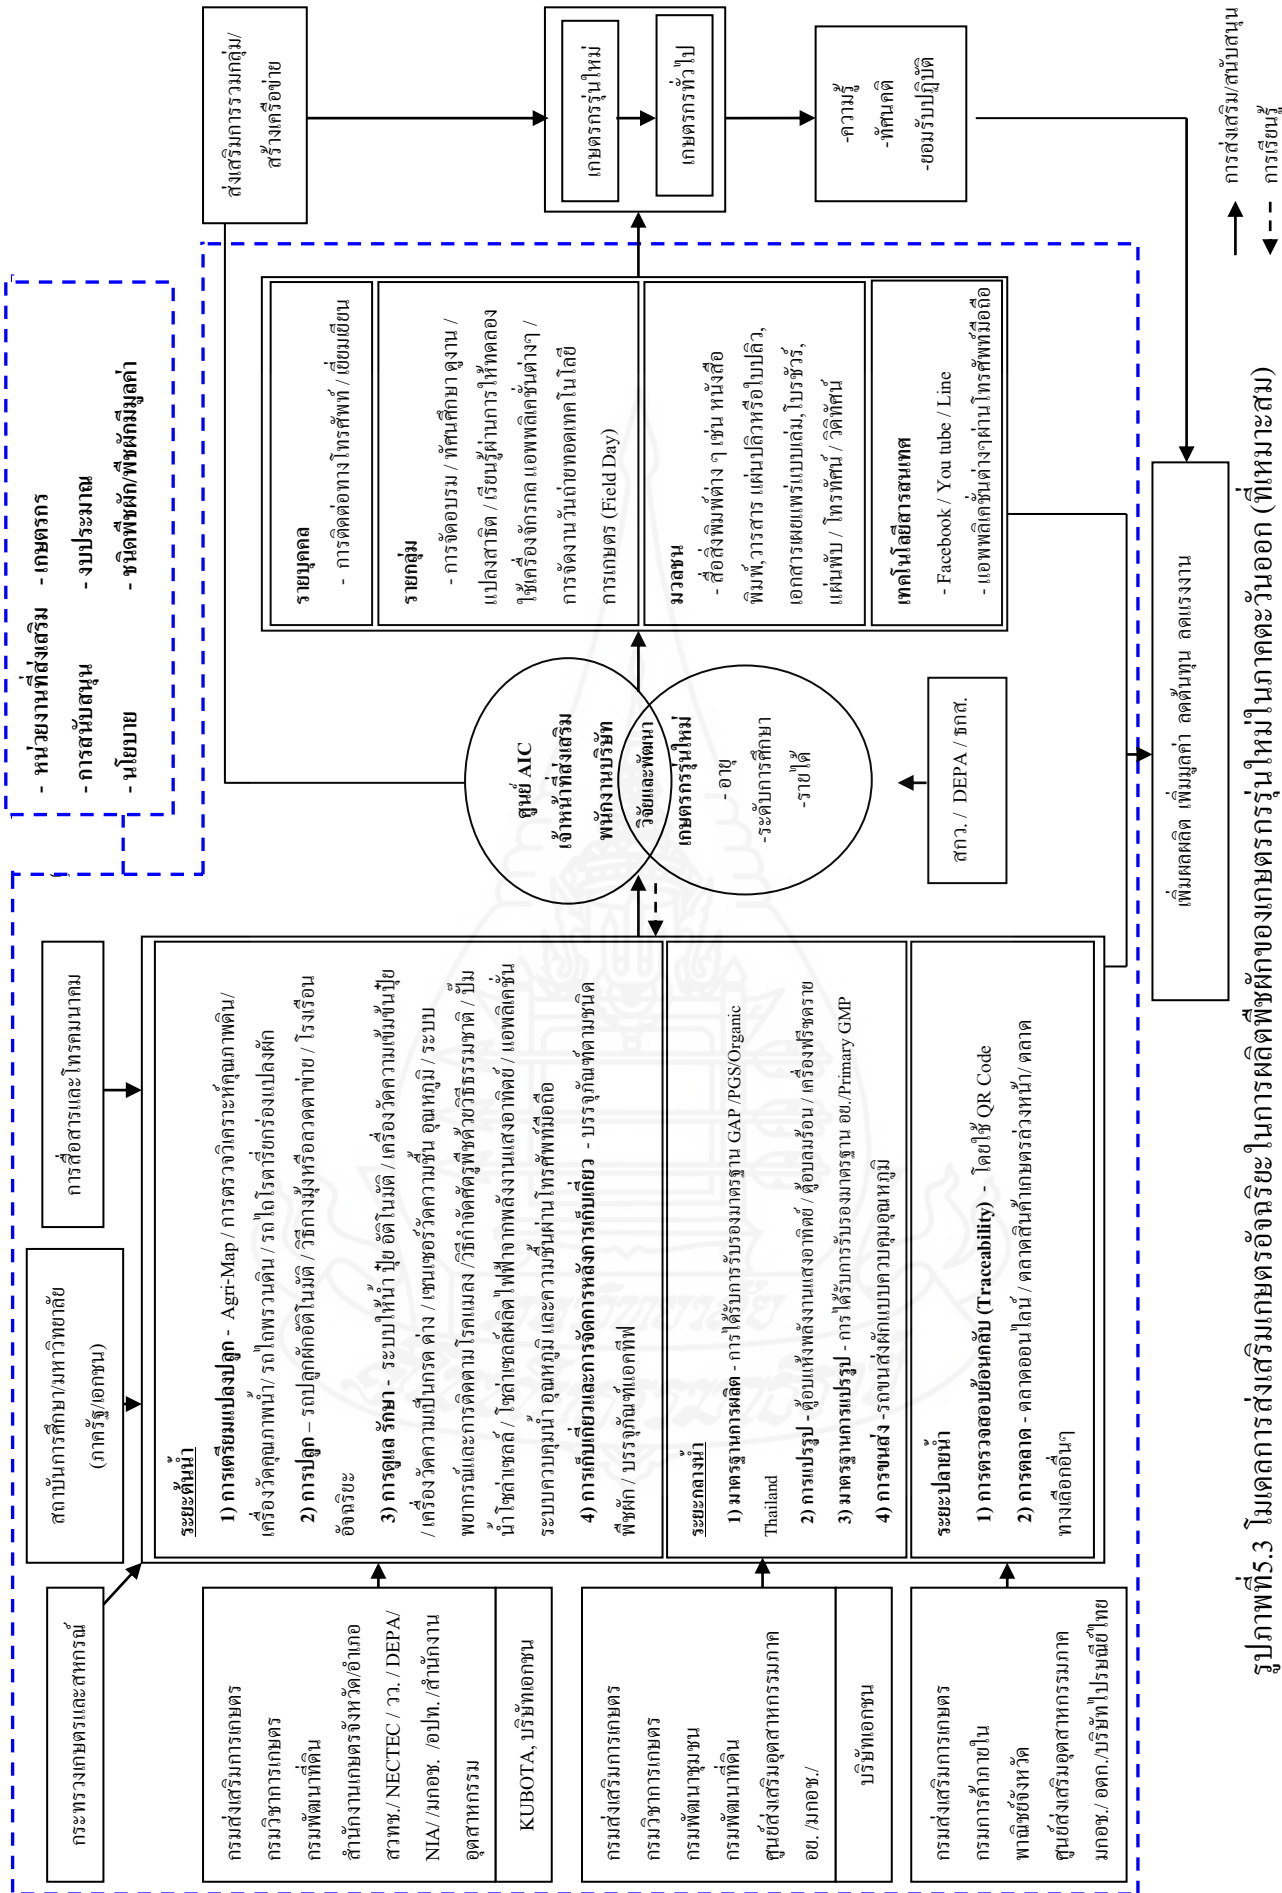 - หน่วยงานที่ส่งเสริม - เกษตรกร
- การสนับสนุน - งบประมาณ
- นโยบาย - ชนิดพืชผัก/พืชผักมีมูลค่า
กระทรวงเกษตรและสหกรณ์
สถาบันการศึกษา/มหาวิทยาลัย
(ภาครัฐ/เอกชน)
การสื่อสารและโทรคมนาคม
ส่งเสริมการรวมกลุ่ม/
สร้างเครือข่าย
กรมส่งเสริมการเกษตร
กรมวิชาการเกษตร
กรมพัฒนาที่ดิน
สำนักงานเกษตรจังหวัด/อำเภอ
สวทช./ NECTEC / วว. / DEPA/
NIA/ /มกอช. /อปท. /สำนักงาน
อุตสาหกรรม
KUBOTA, บริษัทเอกชน
กรมส่งเสริมการเกษตร
กรมวิชาการเกษตร
กรมพัฒนาชุมชน
กรมพัฒนาที่ดิน
ศูนย์ส่งเสริมอุตสาหกรรมภาค
อย. /มกอช./
บริษัทเอกชน
กรมส่งเสริมการเกษตร
กรมการค้าภายใน
พาณิชย์จังหวัด
ศูนย์ส่งเสริมอุตสาหกรรมภาค
มกอช./ อตก./บริษัทไปรษณีย์ไทย
ระยะต้นน้ำ
1) การเตรียมแปลงปลูก - Agri-Map / การตรวจวิเคราะห์คุณภาพดิน/
เครื่องวัดคุณภาพน้ำ/ รถไถพรวนดิน / รถไถโรตารี่ยกร่องแปลงผัก
2) การปลูก – รถปลูกผักอัตโนมัติ / วิธีกางมุ้งหรือลวดตาข่าย / โรงเรือน
อัจฉริยะ
3) การดูแล รักษา - ระบบให้น้ำ ปุ๋ย อัตโนมัติ / เครื่องวัดความเข้มข้นปุ๋ย
/ เครื่องวัดความเป็นกรด ด่าง / เซนเซอร์วัดความชื้น อุณหภูมิ / ระบบ
พยากรณ์และการติดตามโรคแมลง /วิธีกำจัดศัตรูพืชด้วยวิธีธรรมชาติ / ปั๊ม
น้ำโซล่าเซลล์ / โซล่าเซลล์ผลิตไฟฟ้าจากพลังงานแสงอาทิตย์ / แอพลิเคชั่น
ระบบควบคุมน้ำ อุณหภูมิ และความชื้นผ่านโทรศัพท์มือถือ
4) การเก็บเกี่ยวและการจัดการหลังการเก็บเกี่ยว - บรรจุภัณฑ์ตามชนิด
พืชผัก / บรรจุภัณฑ์แอคทีฟ
ระยะกลางน้ำ
1) มาตรฐานการผลิต - การได้รับการรับรองมาตรฐาน GAP /PGS/Organic
Thailand
2) การแปรรูป - ตู้อบแห้งพลังงานแสงอาทิตย์ / ตู้อบลมร้อน / เครื่องฟรีซดราย
3) มาตรฐานการแปรรูป - การได้รับการรับรองมาตรฐาน อย./Primary GMP
4) การขนส่ง -รถขนส่งผักแบบควบคุมอุณหภูมิ
ระยะปลายน้ำ
1) การตรวจสอบย้อนกลับ (Traceability) - โดยใช้ QR Code
2) การตลาด - ตลาดออนไลน์ / ตลาดสินค้าเกษตรล่วงหน้า/ ตลาด
ทางเลือกอื่นๆ
ศูนย์ AIC
เจ้าหน้าที่ส่งเสริม
พนักงานบริษัท
วิจัยและพัฒนา
เกษตรกรรุ่นใหม่
- อายุ
-ระดับการศึกษา
-รายได้
สกว. / DEPA / ธกส.
รายบุคคล
- การติดต่อทางโทรศัพท์ / เยี่ยมเยียน
รายกลุ่ม
- การจัดอบรม / ทัศนศึกษา ดูงาน /
แปลงสาธิต / เรียนรู้ผ่านการให้ทดลอง
ใช้เครื่องจักรกล แอพพลิเคชั่นต่างๆ /
การจัดงานวันถ่ายทอดเทคโนโลยี
การเกษตร (Field Day)
มวลชน
- สื่อสิ่งพิมพ์ต่าง ๆ เช่น หนังสือ
พิมพ์,วารสาร แผ่นปลิวหรือใบปลิว,
เอกสารเผยแพร่แบบเล่ม,โบรชัวร์,
แผ่นพับ / โทรทัศน์ / วิดีทัศน์
เทคโนโลยีสารสนเทศ
- Facebook / You tube / Line
- แอพพลิเคชั่นต่างๆผ่านโทรศัพท์มือถือ
เกษตรกรรุ่นใหม่
เกษตรกรทั่วไป
-ความรู้
-ทัศนคติ
-ยอมรับปฏิบัติ
เพิ่มผลผลิต เพิ่มมูลค่า ลดต้นทุน ลดแรงงาน
การส่งเสริม/สนับสนุน
การเรียนรู้
รูปภาพที่5.3 โมเดลการส่งเสริมเกษตรอัจฉริยะในการผลิตพืชผักของเกษตรกรรุ่นใหม่ในภาคตะวันออก (ที่เหมาะสม)